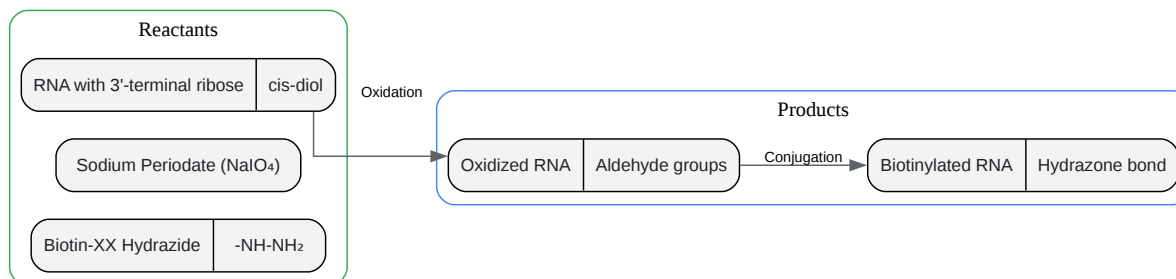 Reactants
RNA with 3'-terminal ribose
cis-diol
Sodium Periodate (NaIO₄)
Biotin-XX Hydrazide
-NH-NH₂
Oxidation
Products
Oxidized RNA
Aldehyde groups
Conjugation
Biotinylated RNA
Hydrazone bond